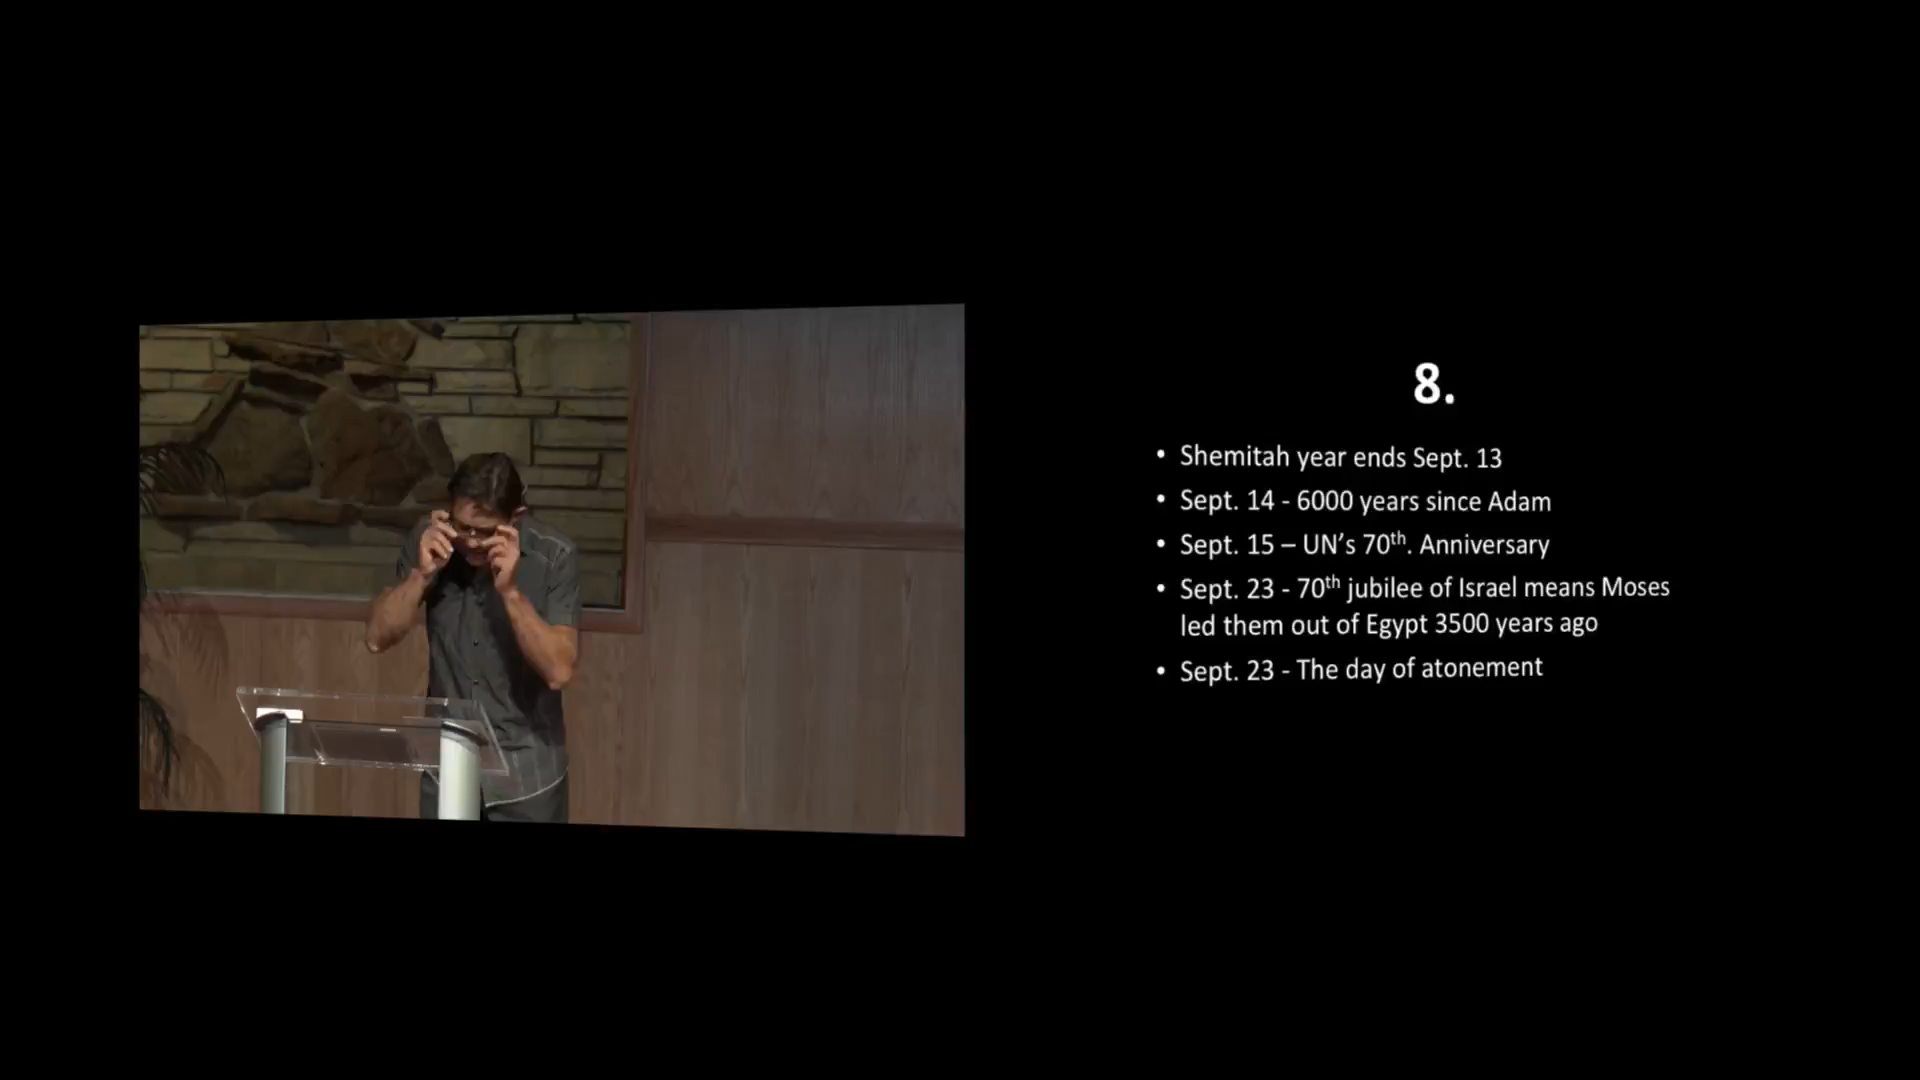 8.
• Shemitah year ends Sept. 13
• Sept. 14 - 6000 years since Adam
• Sept. 15 – UN’s 70th. Anniversary
• Sept. 23 - 70th jubilee of Israel means Moses
led them out of Egypt 3500 years ago
• Sept. 23 - The day of atonement